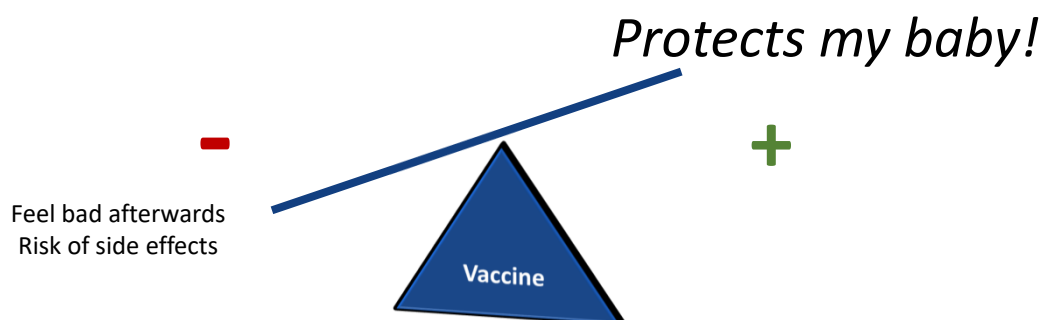 Protects my baby!
-
+
Feel bad afterwards
Risk of side effects
Vaccine